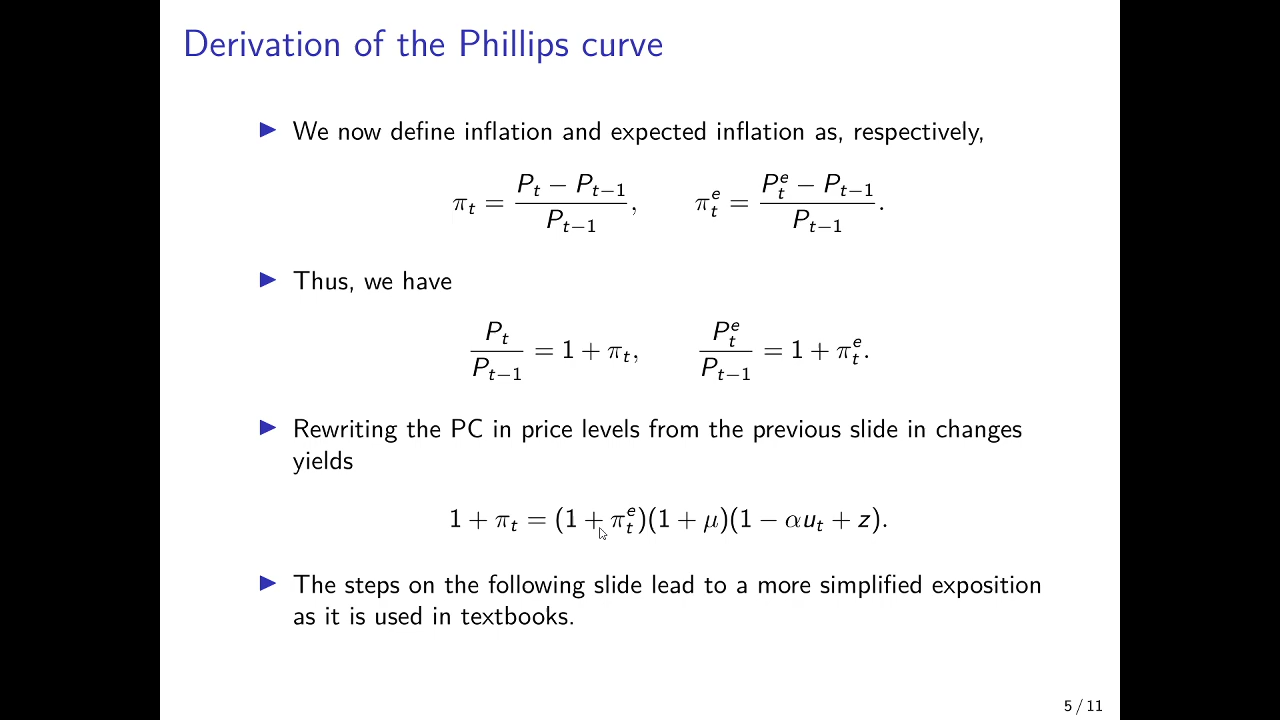 Derivation of the Phillips curve
▶ We now define inflation and expected inflation as, respectively,
π_t = \frac{P_t − P_{t−1}}{P_{t−1}}, π_t^e = \frac{P_t^e − P_{t−1}}{P_{t−1}}.
▶ Thus, we have
\frac{P_t}{P_{t−1}} = 1 + π_t, \frac{P_t^e}{P_{t−1}} = 1 + π_t^e.
▶ Rewriting the PC in price levels from the previous slide in changes
yields
1 + π_t = (1 + π_t^e)(1 + μ)(1 − αu_t + z).
▶ The steps on the following slide lead to a more simplified exposition
as it is used in textbooks.
5 / 11